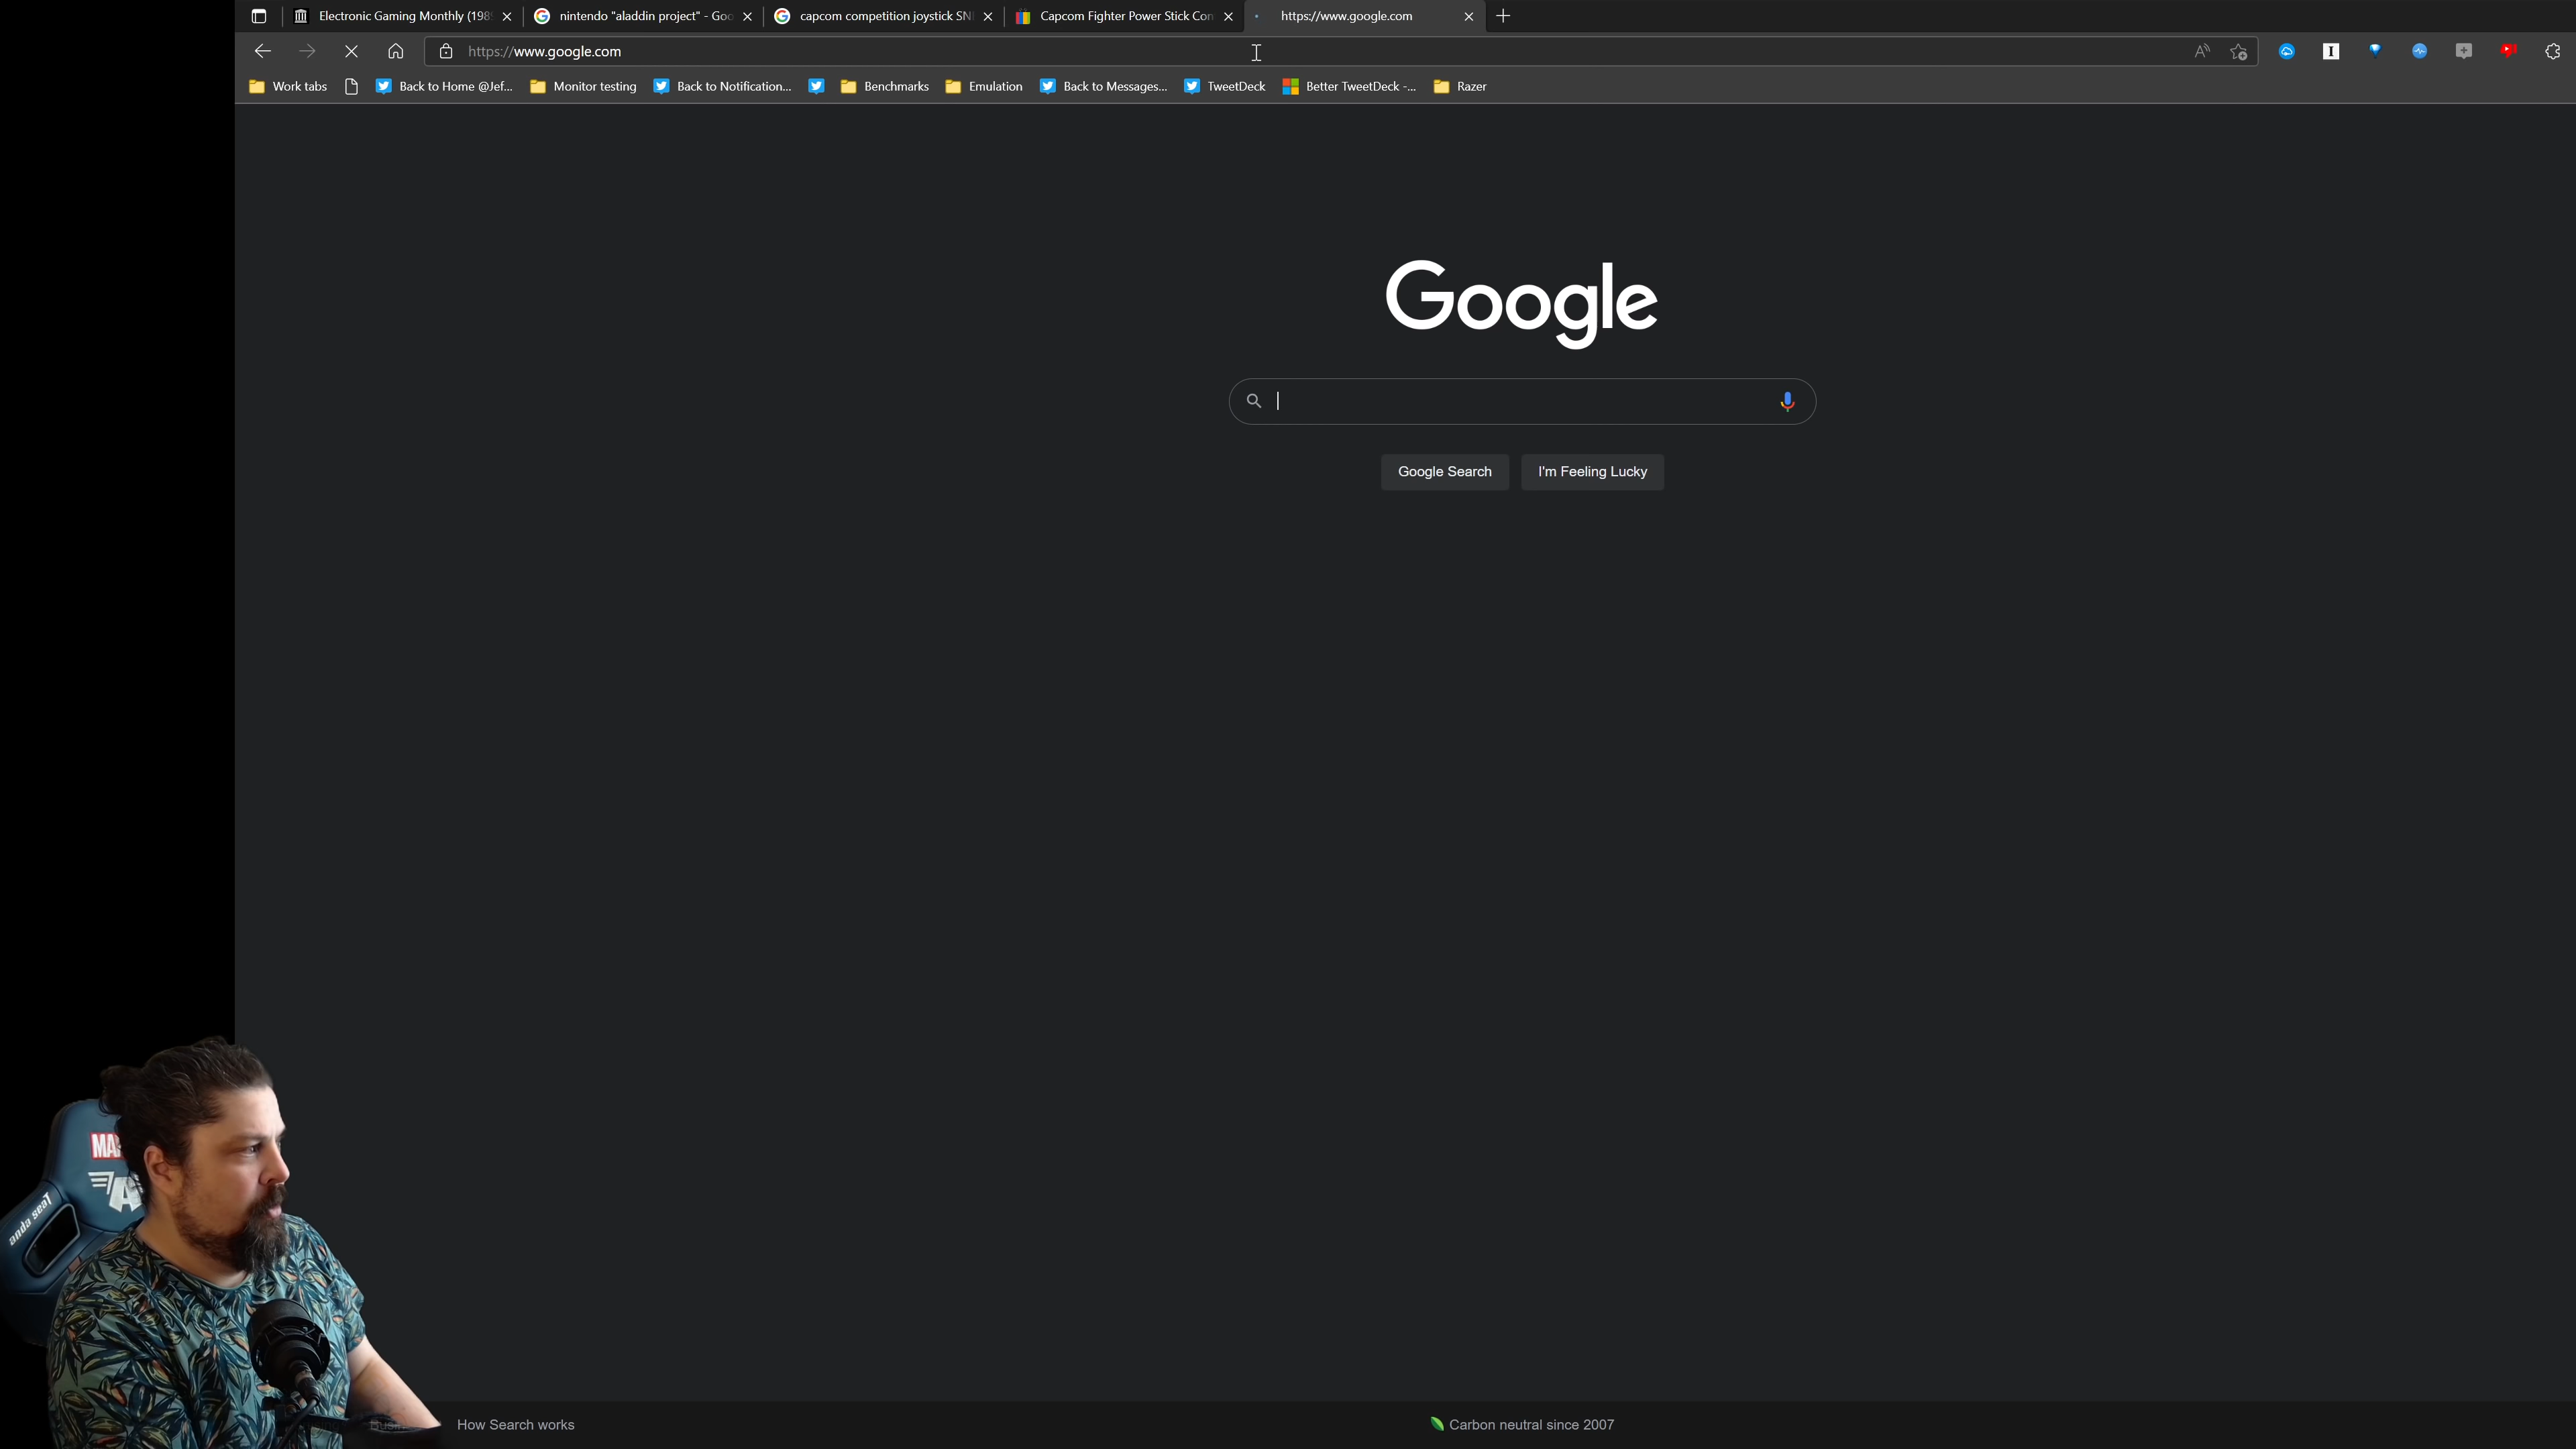 Electronic Gaming Monthly (198
nintendo "aladdin project" - Goo
capcom competition joystick SN
Capcom Fighter Power Stick Con
https://www.google.com
https://www.google.com
Work tabs
Back to Home @Jef...
Monitor testing
Back to Notification...
Benchmarks
Emulation
Back to Messages...
TweetDeck
Better TweetDeck -...
Razer
Google
Google Search
I'm Feeling Lucky
MA
A
anda seaT
How Search works
Carbon neutral since 2007